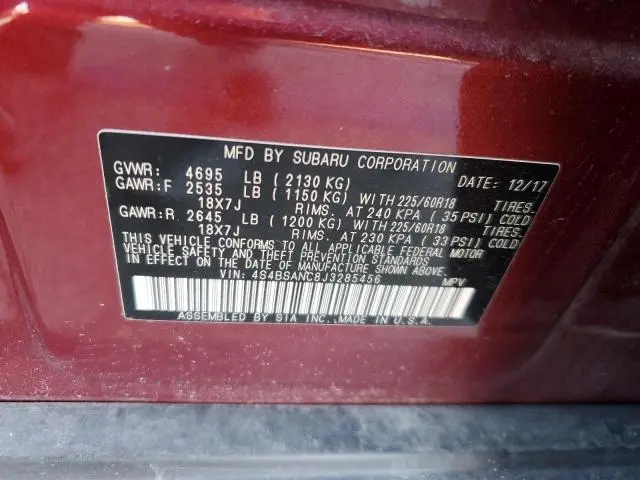 MFD BY SUBARU CORPORATION
GVWR: 4695 LB (2130 KG) DATE: 12/17
GAWR:F 2535 LB (1150 KG) WITH 225/60R18 TIRES.
18X7J RIMS. AT 240 KPA (35 PSI) COLD
GAWR:R 2645 LB (1200 KG) WITH 225/60R18 TIRES.
18X7J RIMS. AT 230 KPA (33 PSI) COLD
THIS VEHICLE CONFORMS TO ALL APPLICABLE FEDERAL MOTOR
VEHICLE SAFETY AND THEFT PREVENTION STANDARDS
IN EFFECT ON THE DATE OF MANUFACTURE SHOWN ABOVE.
VIN: 4S4BSANC8J3285456 MPV
ASSEMBLED BY SIA INC., MADE IN U.S.A.